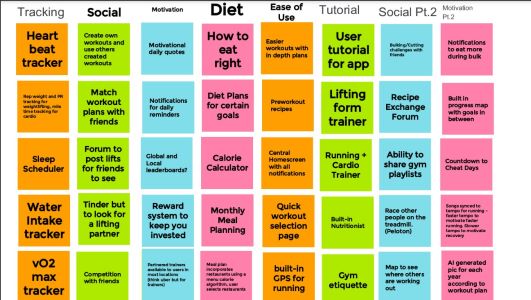 Tracking
Social
Motivation
Diet
Ease of
Use
Tutorial
Social Pt.2
Motivation
Pt.2
Heart
beat
tracker
Create own
workouts and
use others
created
workouts
Motivational
daily quotes
How to
eat
right
Easier
workouts with
in depth plans
User
tutorial
for app
Bulking/Cutting
challenges with
friends
Notifications
to eat more
during bulk
Rep weight and PR
tracking for
weightlifting, mile
time tracking for
cardio
Match
workout
plans with
friends
Notifications
for daily
reminders
Diet Plans
for certain
goals
Preworkout
recipes
Lifting
form
trainer
Recipe
Exchange
Forum
Built in
progress map
with goals in
between
Sleep
Scheduler
Forum to
post lifts
for friends
to see
Global and
Local
leaderboards?
Calorie
Calculator
Central
Homescreen
with all
notifications
Running +
Cardio
Trainer
Ability to
share gym
playlists
Countdown to
Cheat Days
Water
Intake
tracker
Tinder but
to look for
a lifting
partner
Reward
system to
keep you
invested
Monthly
Meal
Planning
Quick
workout
selection
page
Built-in
Nutritionist
Race other
people on the
treadmill.
(Peloton)
Songs synced to
tempo for running -
faster tempo to
motivate faster
running. Slower
tempo to motivate
recovery
vO2
max
tracker
Competition
with friends
Partnered trainers
available to users in
most locations
(think uber but for
trainers)
Meal plan
incorporates
restaurants using a
menu calorie
algorithm, user
selects restaurants
built-in
GPS for
running
Gym
etiquette
Map to see
where others
are working
out
AI generated
pic for each
year
according to
workout plan